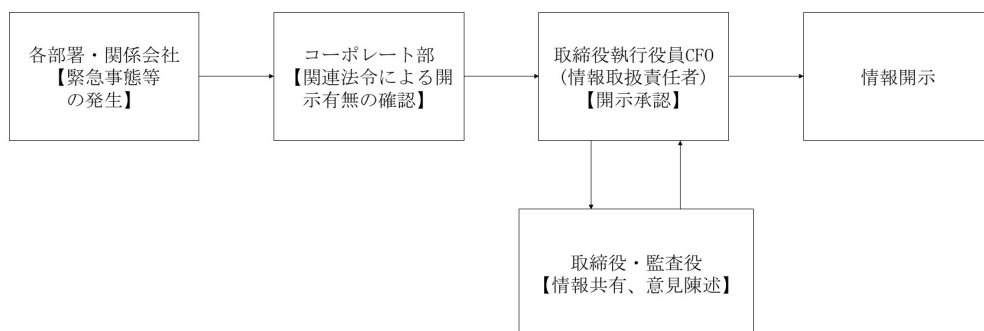 各部署・関係会社
【緊急事態等
の発生】
コーポレート部
【関連法令による開
示有無の確認】
取締役執行役員CFO
(情報取扱責任者)
【開示承認】
情報開示
取締役・監査役
【情報共有、意見陳述】